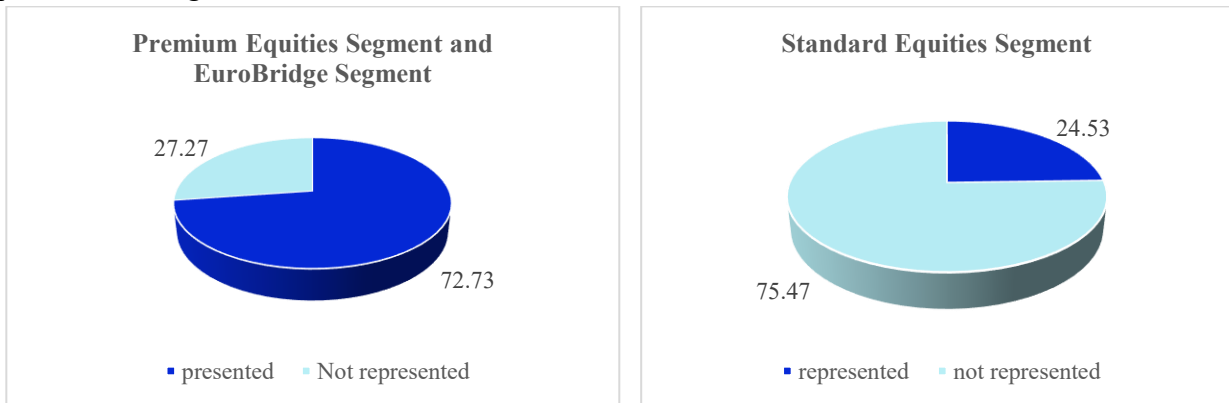 Premium Equities Segment and
EuroBridge Segment
27.27
72.73
presented Not represented
Standard Equities Segment
24.53
75.47
represented not represented